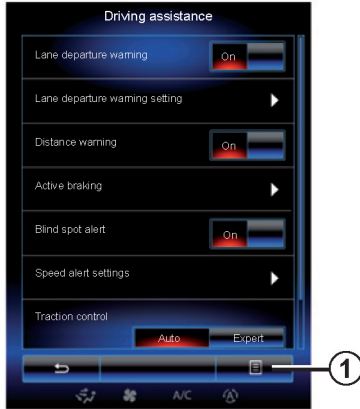 Driving assistance
Lane departure warning On
Lane departure warning setting
Distance warning On
Active braking
Blind spot alert On
Speed alert settings
Traction control
Auto Expert
1
A/C
A